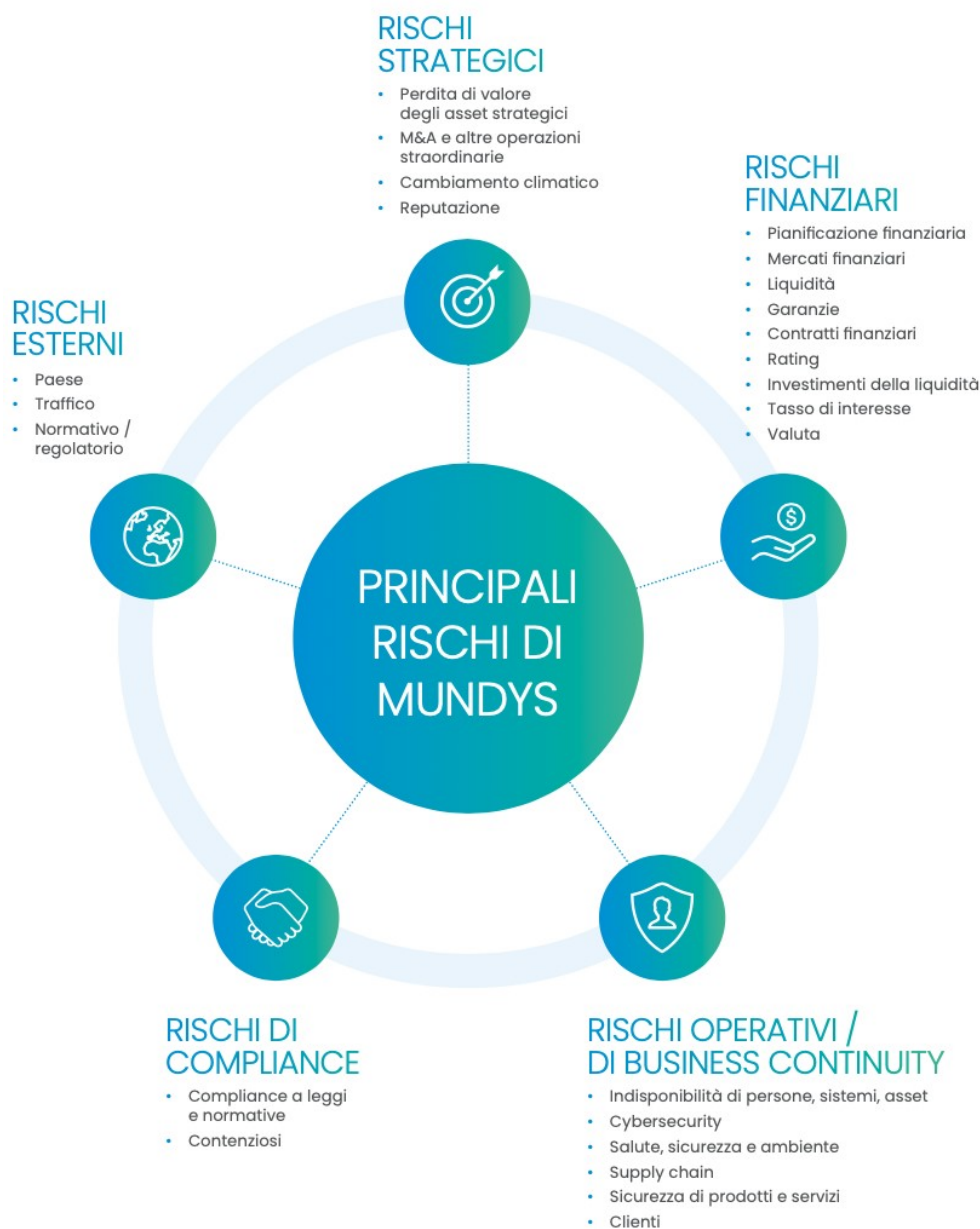 RISCHI
STRATEGICI
• Perdita di valore
degli asset strategici
• M&A e altre operazioni
straordinarie
• Cambiamento climatico
• Reputazione
RISCHI
FINANZIARI
• Pianificazione finanziaria
• Mercati finanziari
• Liquidità
• Garanzie
• Contratti finanziari
• Rating
• Investimenti della liquidità
• Tasso di interesse
• Valuta
RISCHI
ESTERNI
• Paese
• Traffico
• Normativo /
regolatorio
$
PRINCIPALI
RISCHI DI
MUNDYS
RISCHI DI
COMPLIANCE
• Compliance a leggi
e normative
• Contenziosi
RISCHI OPERATIVI /
DI BUSINESS CONTINUITY
• Indisponibilità di persone, sistemi, asset
• Cybersecurity
• Salute, sicurezza e ambiente
• Supply chain
• Sicurezza di prodotti e servizi
• Clienti